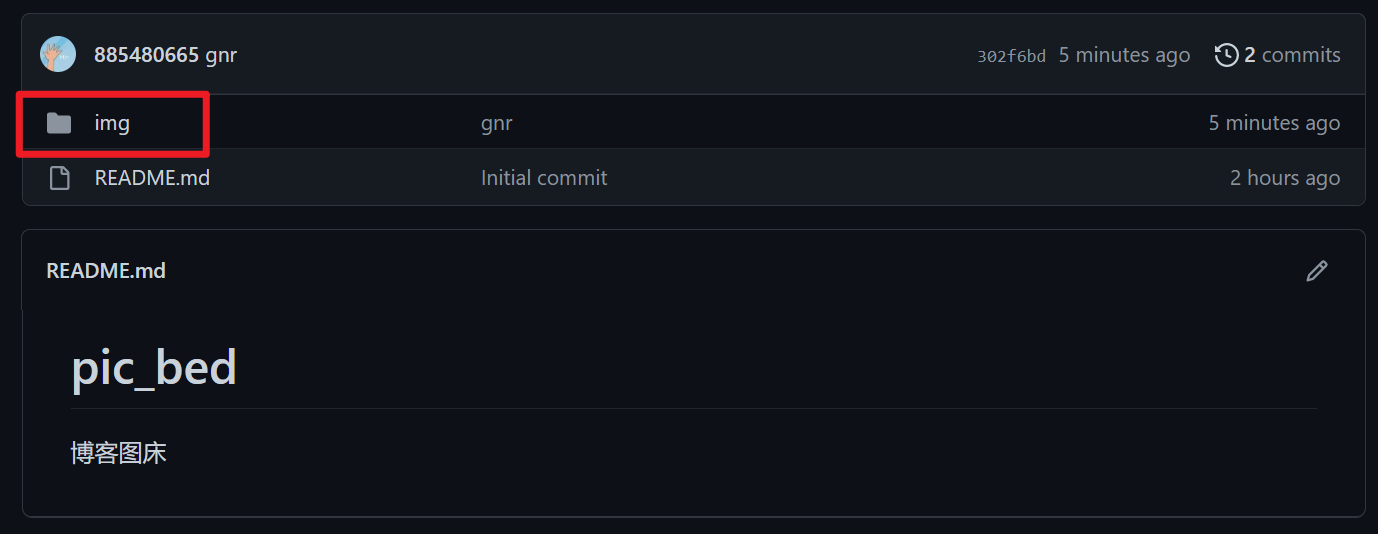 885480665 gnr 302f6bd 5 minutes ago 2 commits
img gnr 5 minutes ago
README.md Initial commit 2 hours ago
README.md
pic_bed
博客图床